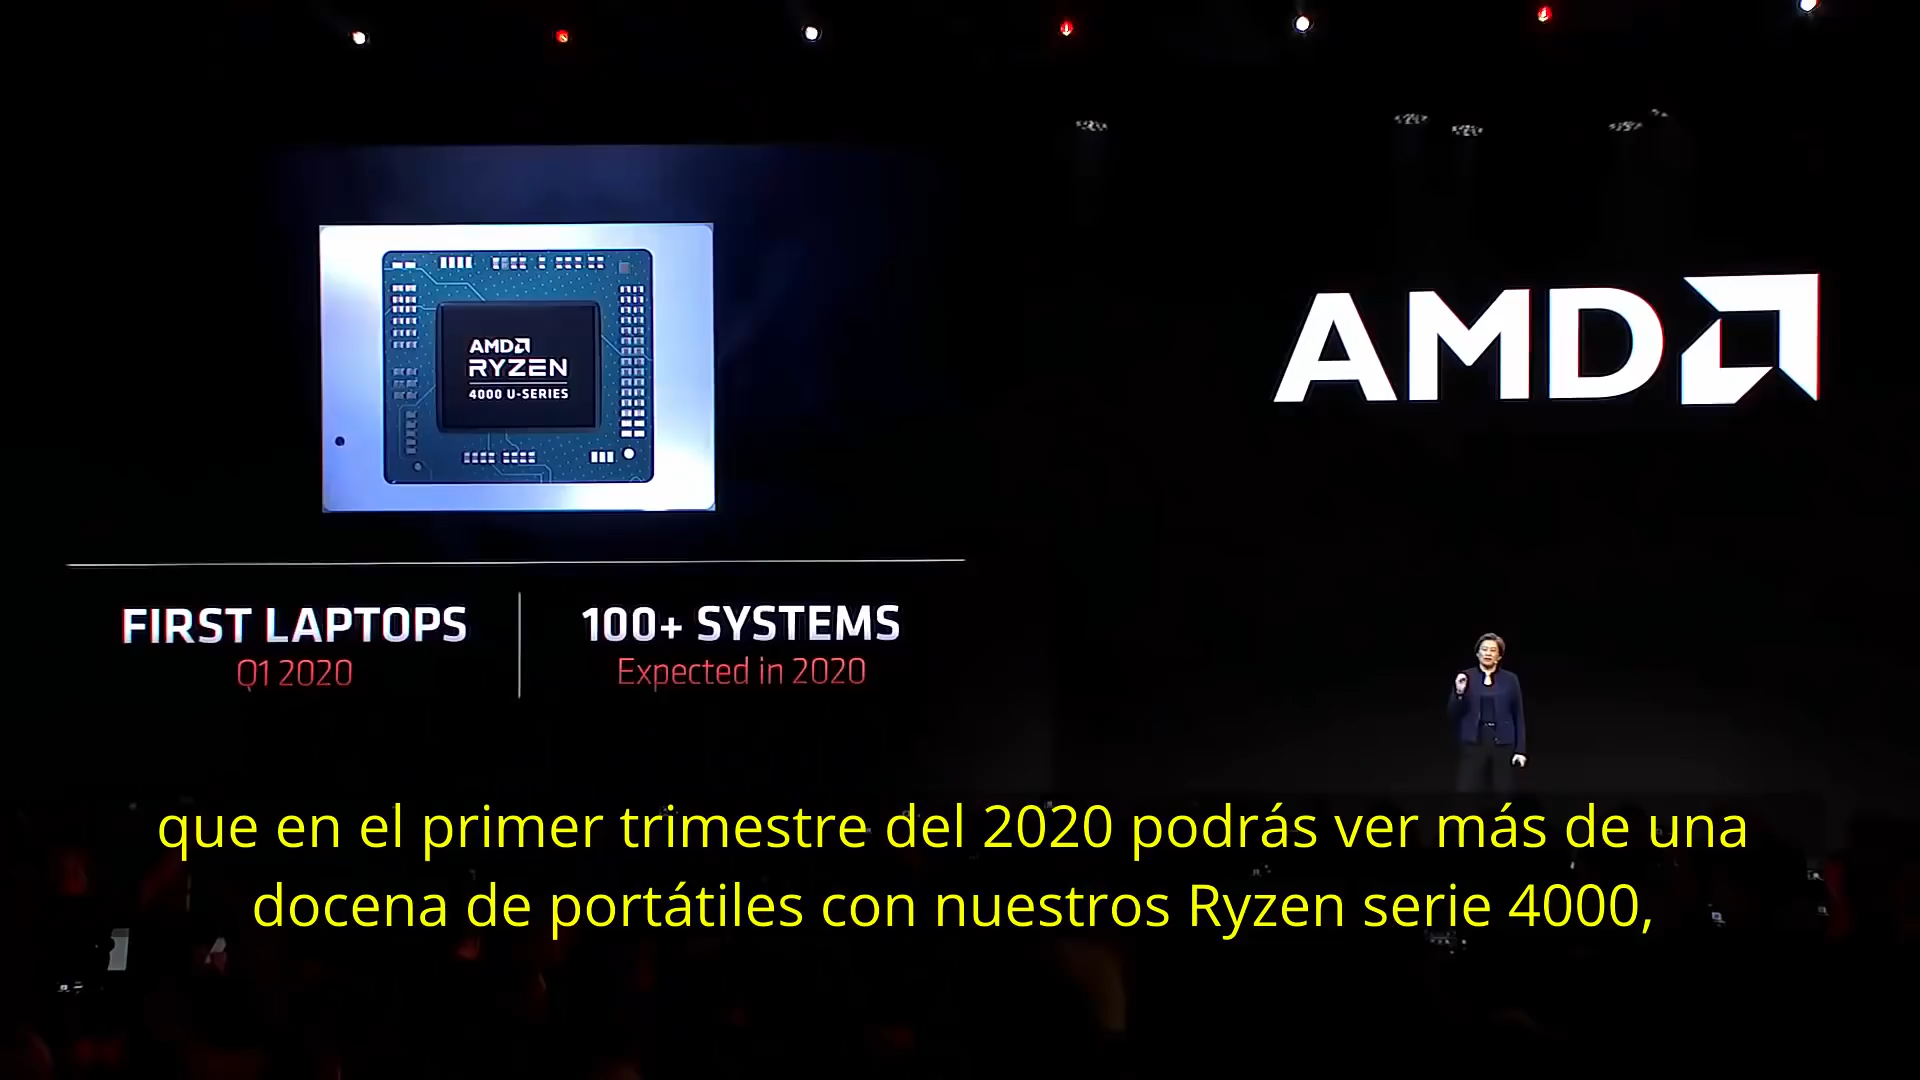 AMD
RYZEN
4000 U-SERIES
AMD
FIRST LAPTOPS
Q1 2020
100+ SYSTEMS
Expected in 2020
que en el primer trimestre del 2020 podrás ver más de una
docena de portátiles con nuestros Ryzen serie 4000,